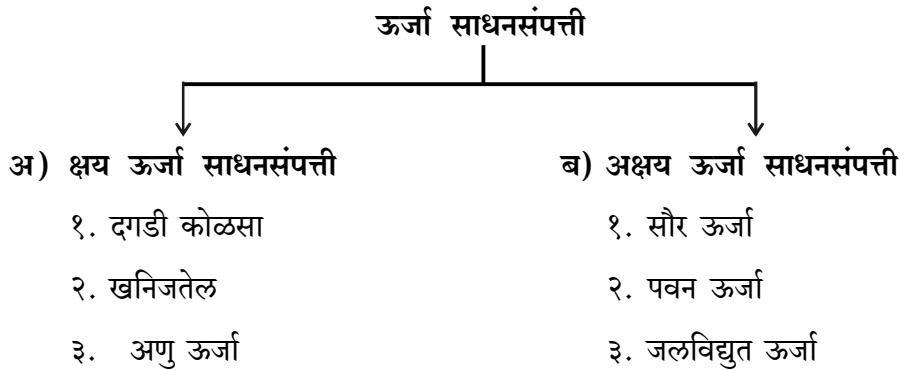 ऊर्जा साधनसंपत्ती
अ) क्षय ऊर्जा साधनसंपत्ती
१. दगडी कोळसा
२. खनिजतेल
३. अणु ऊर्जा
ब) अक्षय ऊर्जा साधनसंपत्ती
१. सौर ऊर्जा
२. पवन ऊर्जा
३. जलविद्युत ऊर्जा